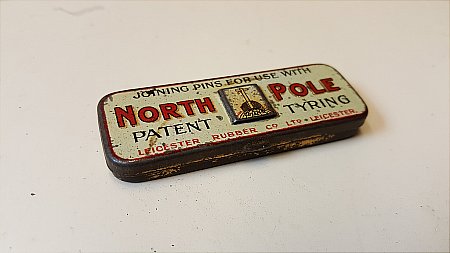 JOINING PINS FOR USE WITH
NORTH POLE
PATENT TYRING
LEICESTER RUBBER CO LTD · LEICESTER.